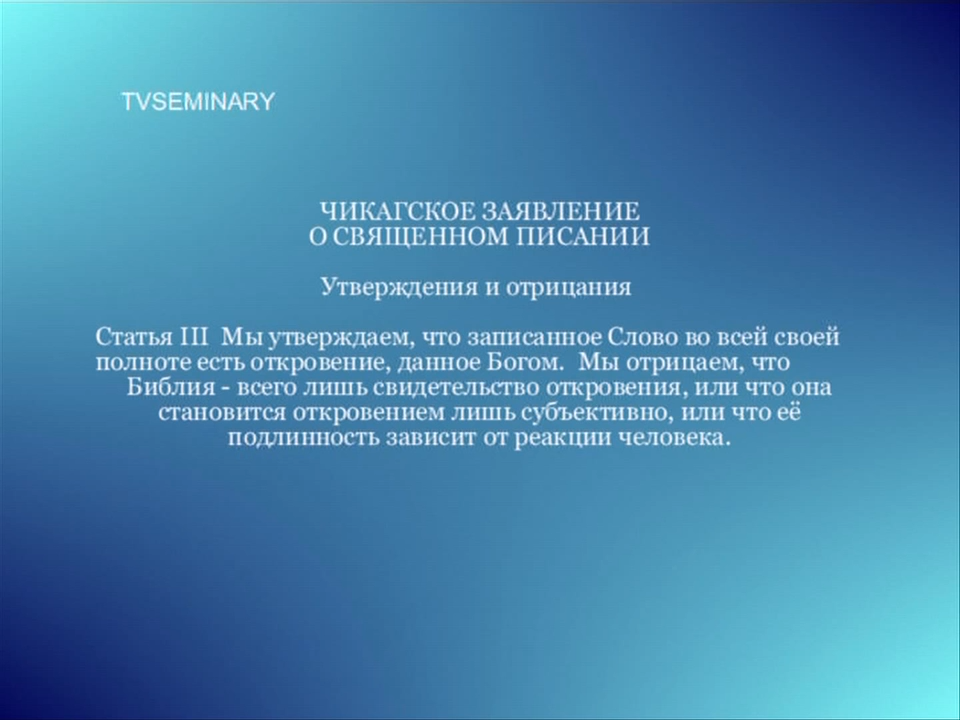 TVSEMINARY
ЧИКАГСКОЕ ЗАЯВЛЕНИЕ
О СВЯЩЕННОМ ПИСАНИИ
Утверждения и отрицания
Статья III Мы утверждаем, что записанное Слово во всей своей
полноте есть откровение, данное Богом. Мы отрицаем, что
Библия - всего лишь свидетельство откровения, или что она
становится откровением лишь субъективно, или что её
подлинность зависит от реакции человека.